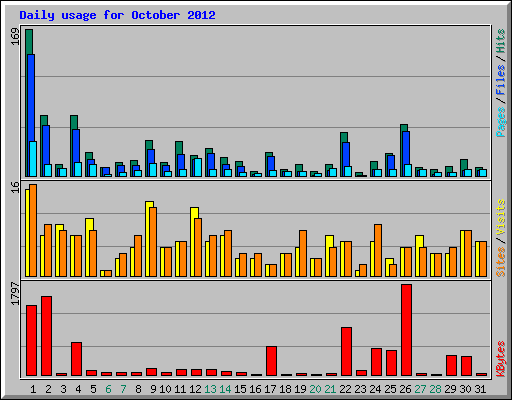 Daily usage for October 2012
169
Pages / Files / Hits
16
Sites / Visits
1797
KBytes
1 2 3 4 5 6 7 8 9 10 11 12 13 14 15 16 17 18 19 20 21 22 23 24 25 26 27 28 29 30 31